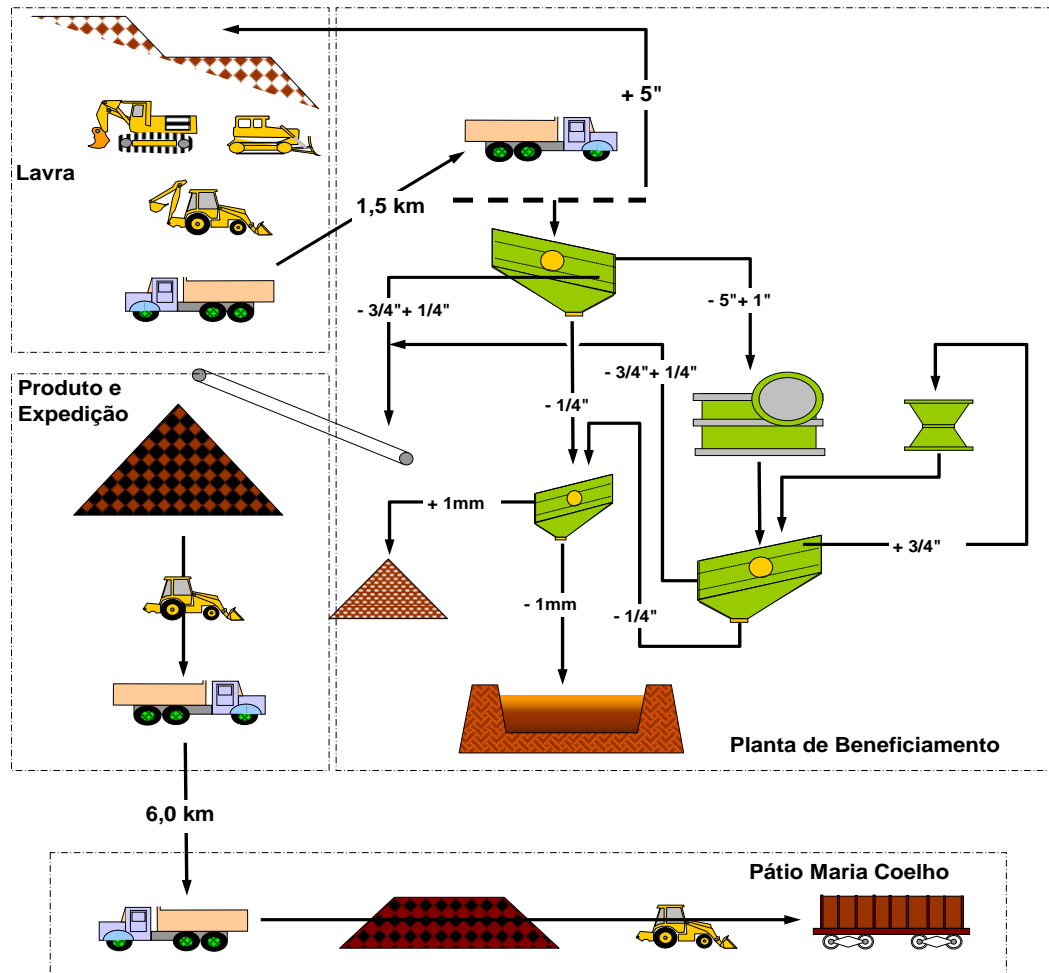 + 5"
Lavra
1,5 km
- 3/4"+ 1/4"
- 5"+ 1"
- 3/4"+ 1/4"
Produto e
Expedição
- 1/4"
+ 1mm
+ 3/4"
- 1mm
- 1/4"
Planta de Beneficiamento
6,0 km
Pátio Maria Coelho